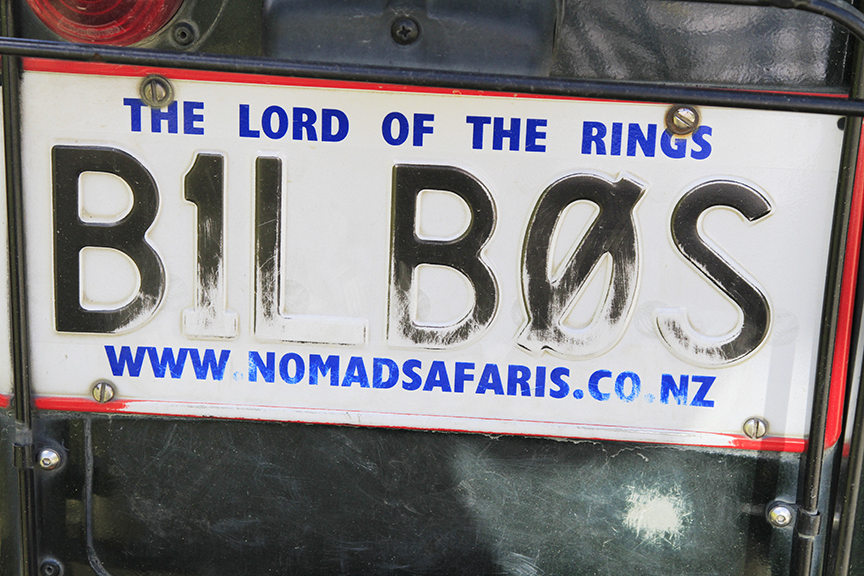 THE LORD OF THE RINGS
B1LBØS
WWW.NOMADSAFARIS.CO.NZ